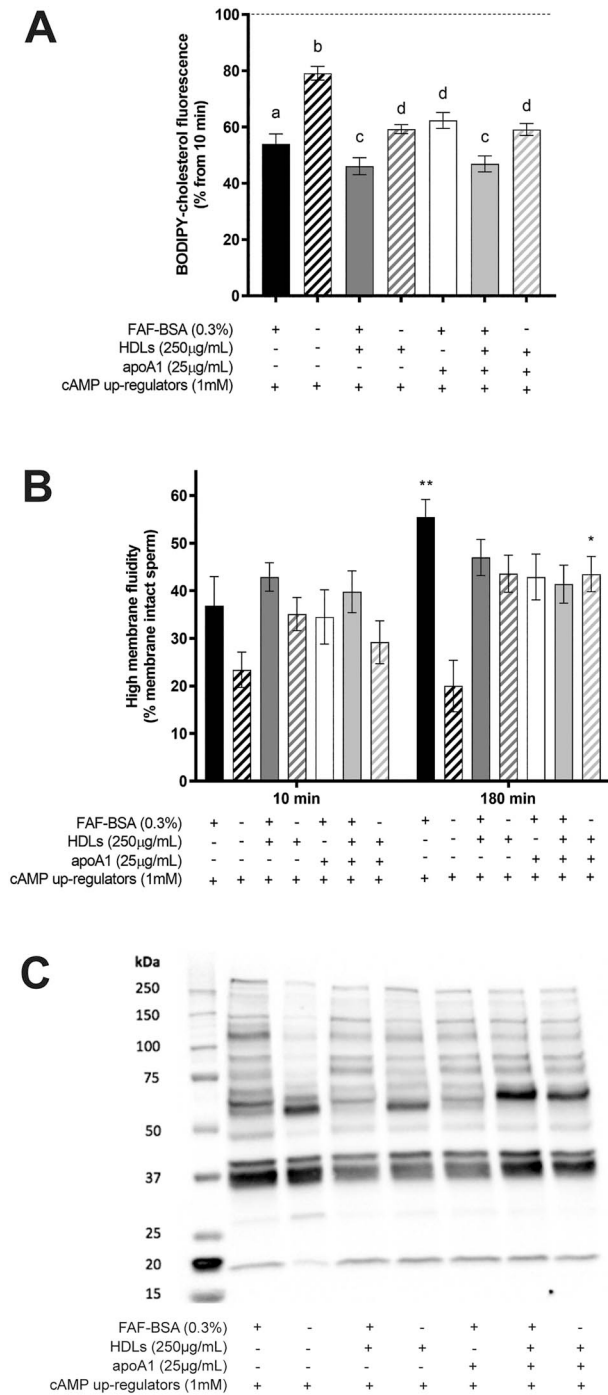 A
BODIPY-cholesterol fluorescence
(% from 10 min)
100
80
60
40
20
0
a b c d d c d
FAF-BSA (0.3%) + - + - + + -
HDLs (250µg/mL) - - + + - + +
apoA1 (25µg/mL) - - - - + + +
cAMP up-regulators (1mM) + + + + + + +
B
High membrane fluidity
(% membrane intact sperm)
60
50
40
30
20
10
0
** *
10 min 180 min
FAF-BSA (0.3%) + - + - + + - + - + - + + -
HDLs (250µg/mL) - - + + - + + - - + + - + +
apoA1 (25µg/mL) - - - - + + + - - - - + + +
cAMP up-regulators (1mM) + + + + + + + + + + + + + +
C
kDa
250
150
100
75
50
37
25
20
15
FAF-BSA (0.3%) + - + - + + -
HDLs (250µg/mL) - - + + - + +
apoA1 (25µg/mL) - - - - + + +
cAMP up-regulators (1mM) + + + + + + +